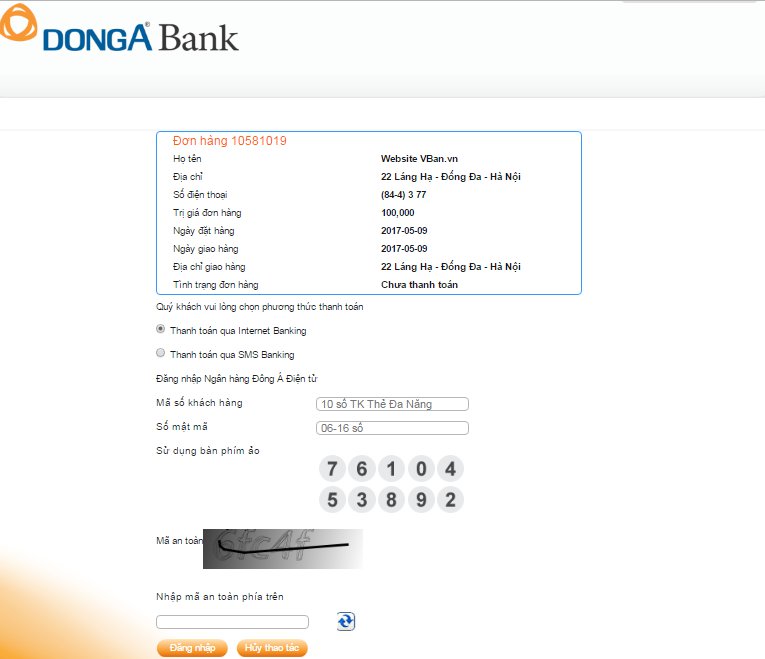 DONGA® Bank
Đơn hàng 10581019
Họ tên Website VBan.vn
Địa chỉ 22 Láng Hạ - Đống Đa - Hà Nội
Số điện thoại (84-4) 3 77
Trị giá đơn hàng 100,000
Ngày đặt hàng 2017-05-09
Ngày giao hàng 2017-05-09
Địa chỉ giao hàng 22 Láng Hạ - Đống Đa - Hà Nội
Tình trạng đơn hàng Chưa thanh toán
Quý khách vui lòng chọn phương thức thanh toán
Thanh toán qua Internet Banking
Thanh toán qua SMS Banking
Đăng nhập Ngân hàng Đông Á Điện tử
Mã số khách hàng 10 số TK Thẻ Đa Năng
Số mật mã 06-16 số
Sử dụng bàn phím ảo
7 6 1 0 4
5 3 8 9 2
Mã an toàn 6fc4f
Nhập mã an toàn phía trên
Đăng nhập Hủy thao tác